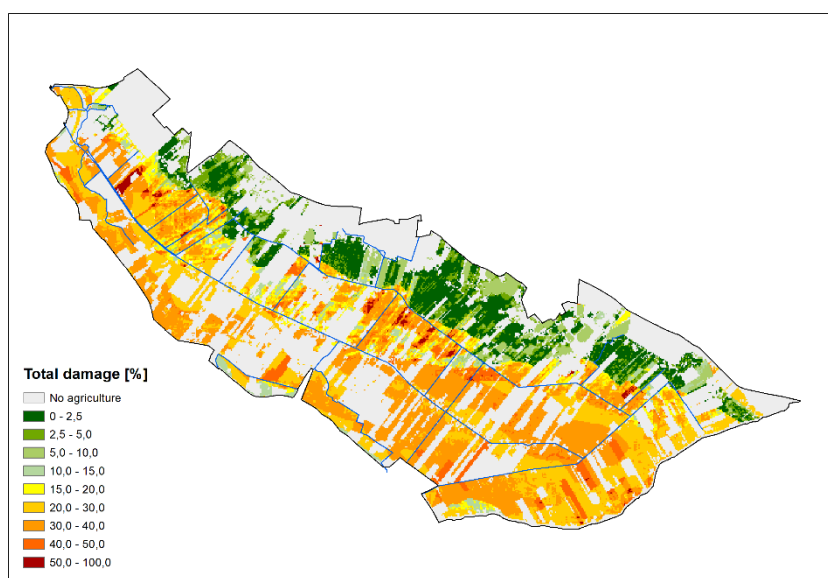 Total damage [%]
No agriculture
0 - 2,5
2,5 - 5,0
5,0 - 10,0
10,0 - 15,0
15,0 - 20,0
20,0 - 30,0
30,0 - 40,0
40,0 - 50,0
50,0 - 100,0